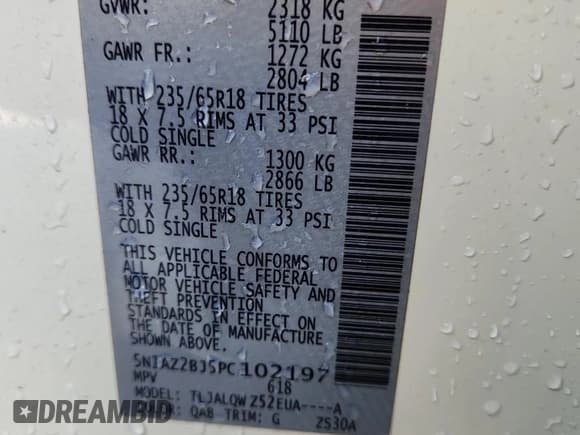 GVWR: 2318 KG
5110 LB
GAWR FR.: 1272 KG
2804 LB
WITH 235/65R18 TIRES
18 X 7.5 RIMS AT 33 PSI
COLD SINGLE
GAWR RR.: 1300 KG
2866 LB
WITH 235/65R18 TIRES
18 X 7.5 RIMS AT 33 PSI
COLD SINGLE
THIS VEHICLE CONFORMS TO
ALL APPLICABLE FEDERAL
MOTOR VEHICLE SAFETY AND
THEFT PREVENTION
STANDARDS IN EFFECT ON
THE DATE OF MANUFACTURE
SHOWN ABOVE.
5N1AZ2BJ5PC102197
MPV 618
MODEL: TLJALQWZ52EUA----A
COLOR: QAB TRIM: G 2S30A
DREAMBID